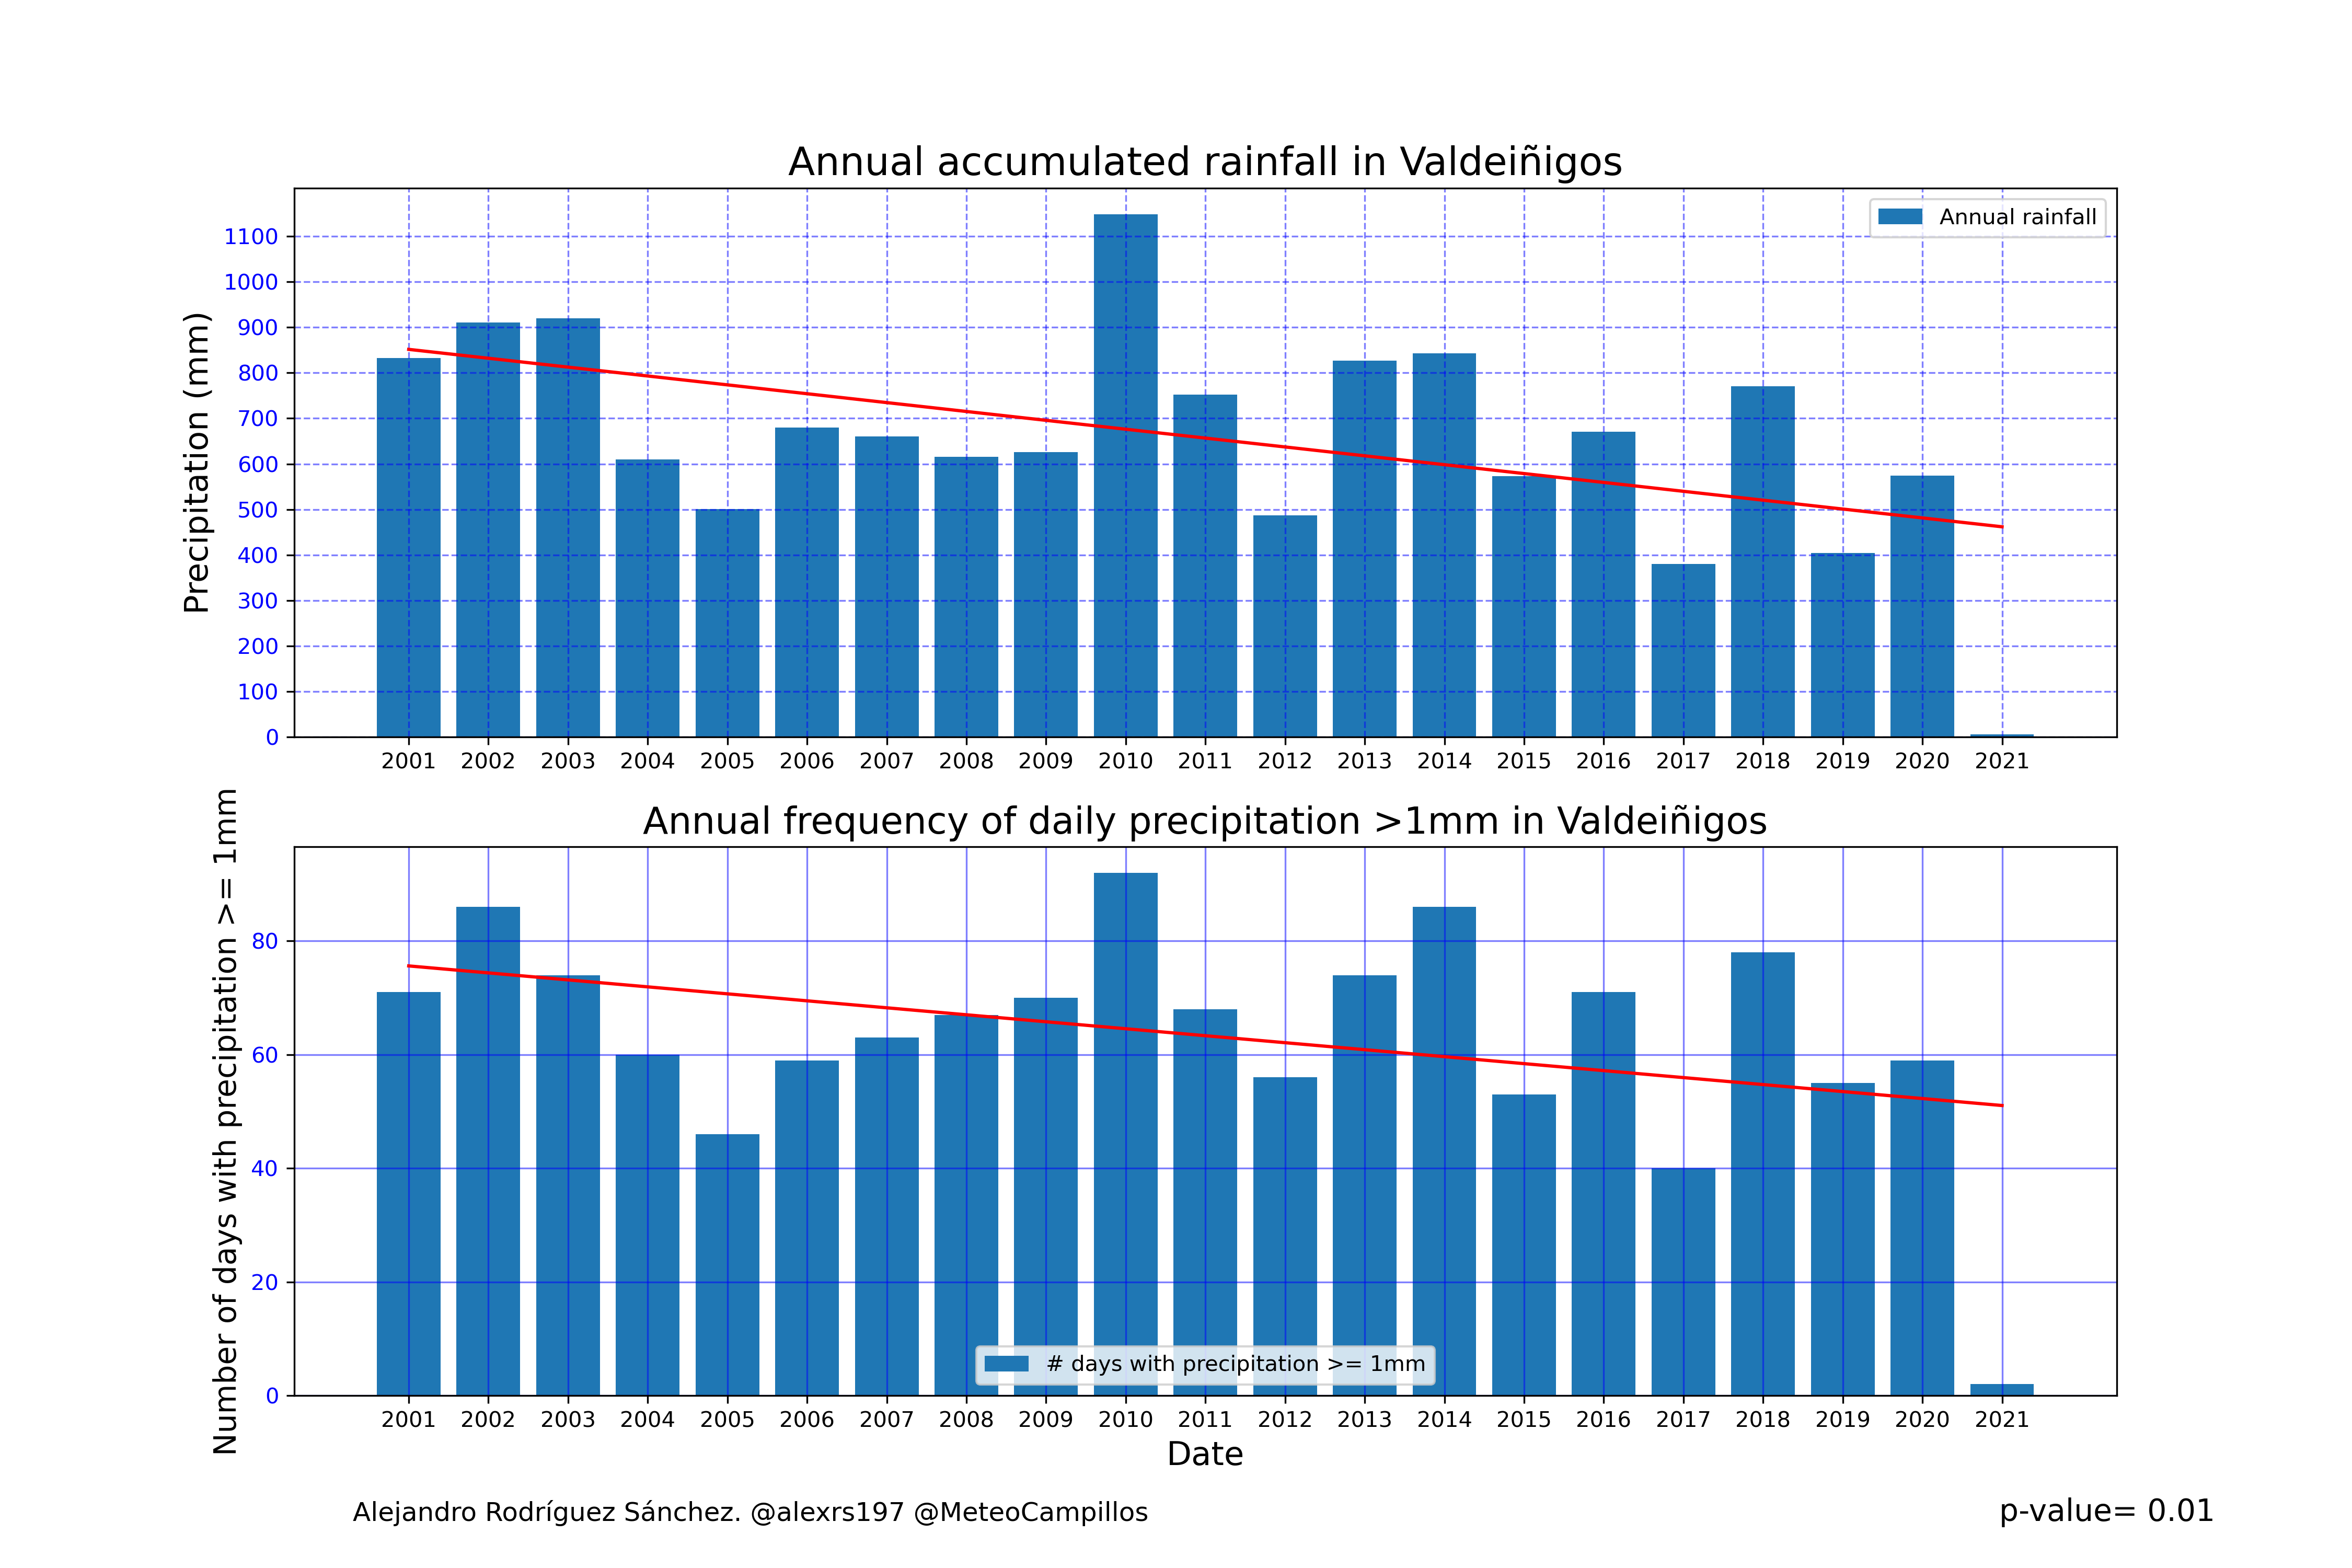 Annual accumulated rainfall in Valdeiñigos
Precipitation (mm)
1100
1000
900
800
700
600
500
400
300
200
100
0
Annual rainfall
2001 2002 2003 2004 2005 2006 2007 2008 2009 2010 2011 2012 2013 2014 2015 2016 2017 2018 2019 2020 2021
Annual frequency of daily precipitation >1mm in Valdeiñigos
Number of days with precipitation >= 1mm
80
60
40
20
0
# days with precipitation >= 1mm
2001 2002 2003 2004 2005 2006 2007 2008 2009 2010 2011 2012 2013 2014 2015 2016 2017 2018 2019 2020 2021
Date
Alejandro Rodríguez Sánchez. @alexrs197 @MeteoCampillos
p-value= 0.01